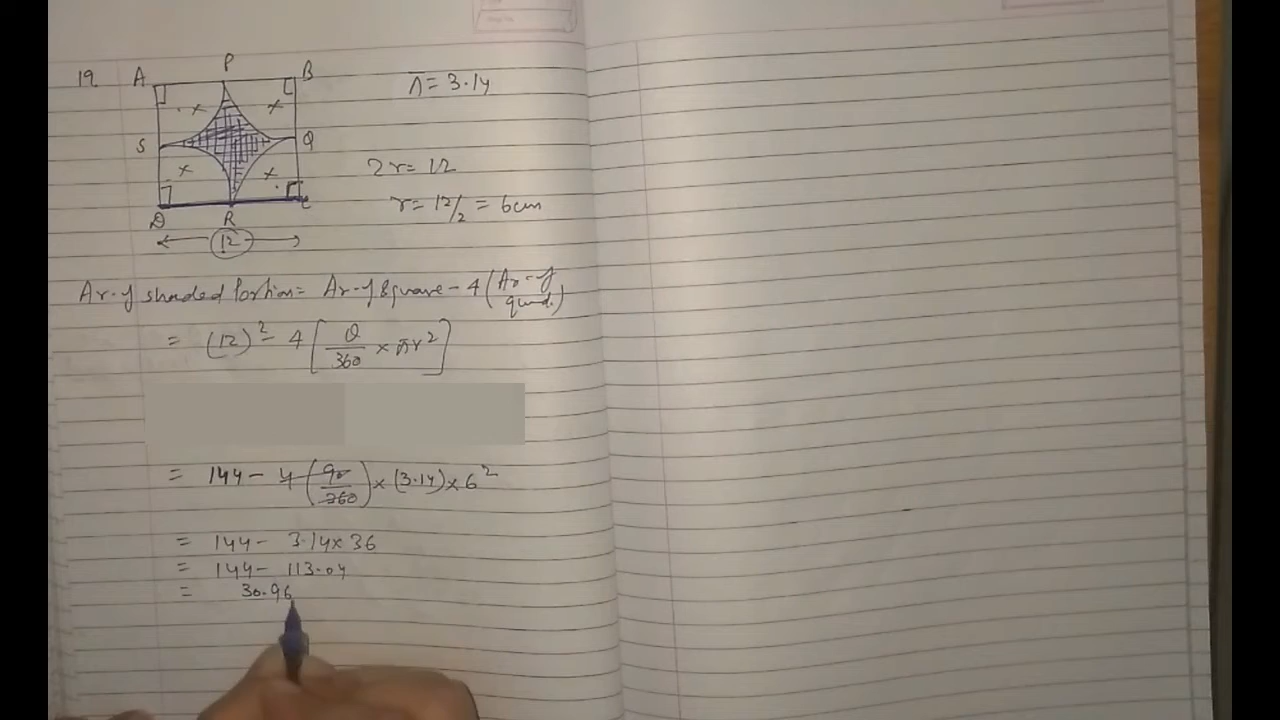 19 A P B
S Q
D R C
12
π = 3.14
2r = 12
r = 12/2 = 6cm
Ar. of shaded Portion = Ar. of Square - 4 (Ar. of quad.)
= (12)² - 4 [θ/360 × πr²]
= 144 - 4 (90/360) × (3.14) × 6²
= 144 - 3.14 × 36
= 144 - 113.04
= 30.96